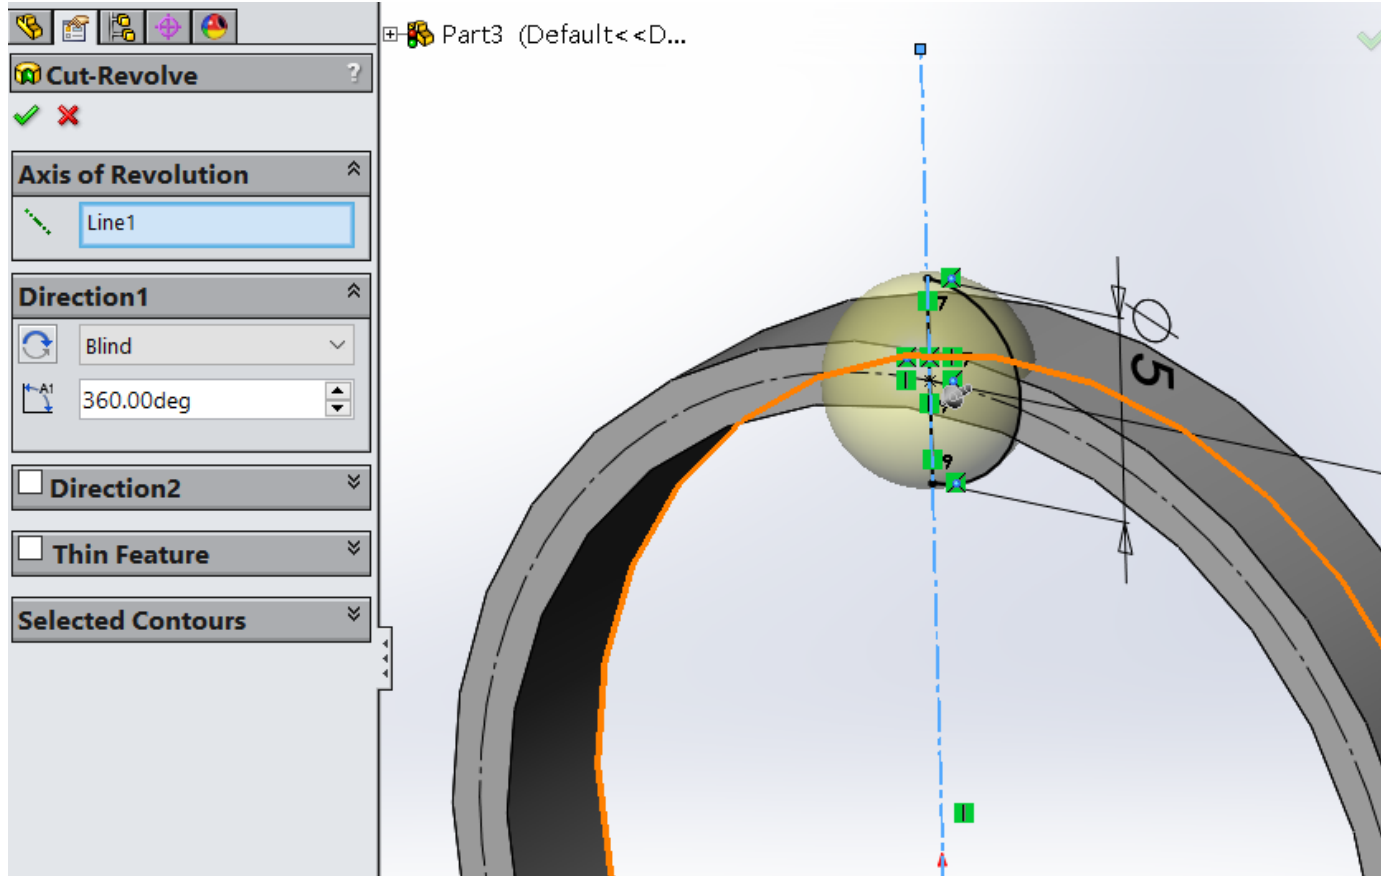 Part3 (Default<<D...
Cut-Revolve
?
Axis of Revolution
Line1
Direction1
Blind
A1
360.00deg
Direction2
Thin Feature
Selected Contours
7
9
∅5